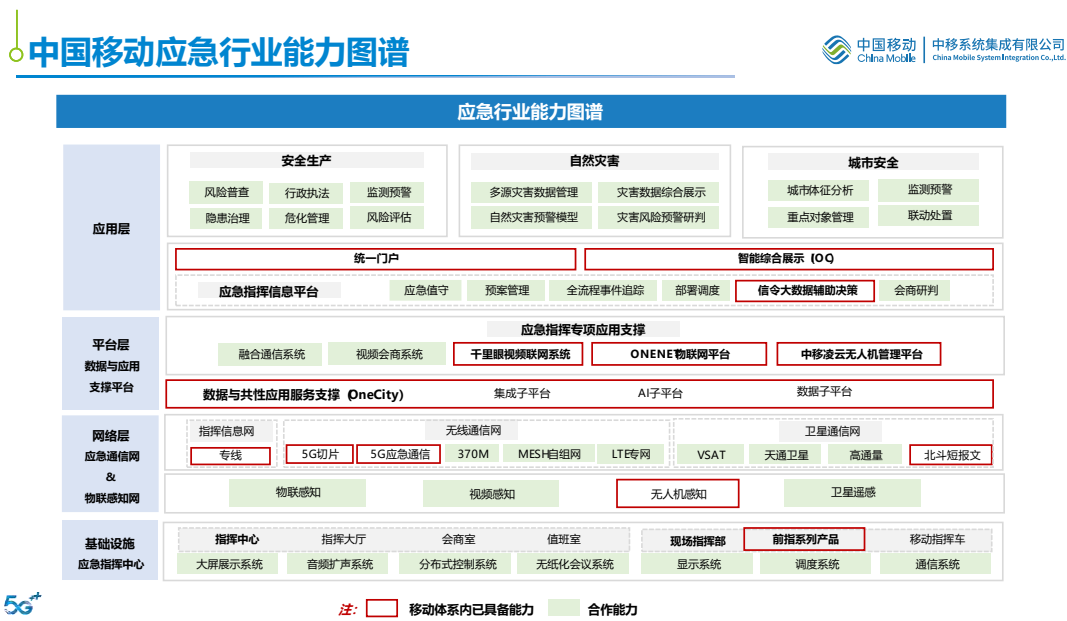 中国移动应急行业能力图谱
中国移动 中移系统集成有限公司
China Mobile China Mobile System Integration Co.,Ltd.
应急行业能力图谱
应用层
安全生产
风险普查 行政执法 监测预警
隐患治理 危化管理 风险评估
自然灾害
多源灾害数据管理 灾害数据综合展示
自然灾害预警模型 灾害风险预警研判
城市安全
城市体征分析 监测预警
重点对象管理 联动处置
统一门户 智能综合展示(IOC)
应急指挥信息平台 应急值守 预案管理 全流程事件追踪 部署调度 信令大数据辅助决策 会商研判
平台层
数据与应用
支撑平台
应急指挥专项应用支撑
融合通信系统 视频会商系统 千里眼视频联网系统 ONENET物联网平台 中移凌云无人机管理平台
数据与共性应用服务支撑(OneCity) 集成子平台 AI子平台 数据子平台
网络层
应急通信网
&
物联感知网
指挥信息网
专线
无线通信网
5G切片 5G应急通信 370M MESH自组网 LTE专网
卫星通信网
VSAT 天通卫星 高通量 北斗短报文
物联感知 视频感知 无人机感知 卫星遥感
基础设施
应急指挥中心
指挥中心 指挥大厅 会商室 值班室
大屏展示系统 音频扩声系统 分布式控制系统 无纸化会议系统
现场指挥部 前指系列产品 移动指挥车
显示系统 调度系统 通信系统
5G+
注: 移动体系内已具备能力 合作能力